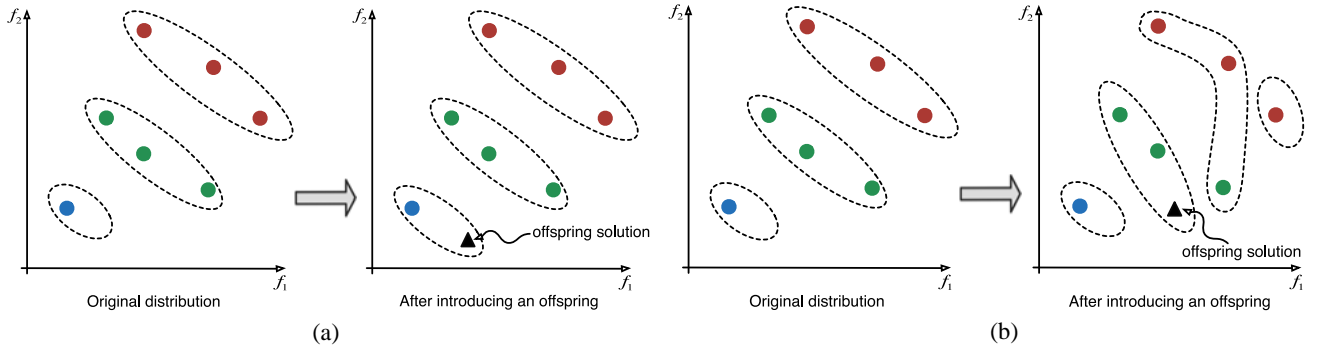 f2
f1
Original distribution
f2
offspring solution
f1
After introducing an offspring
(a)
f2
f1
Original distribution
f2
offspring solution
f1
After introducing an offspring
(b)